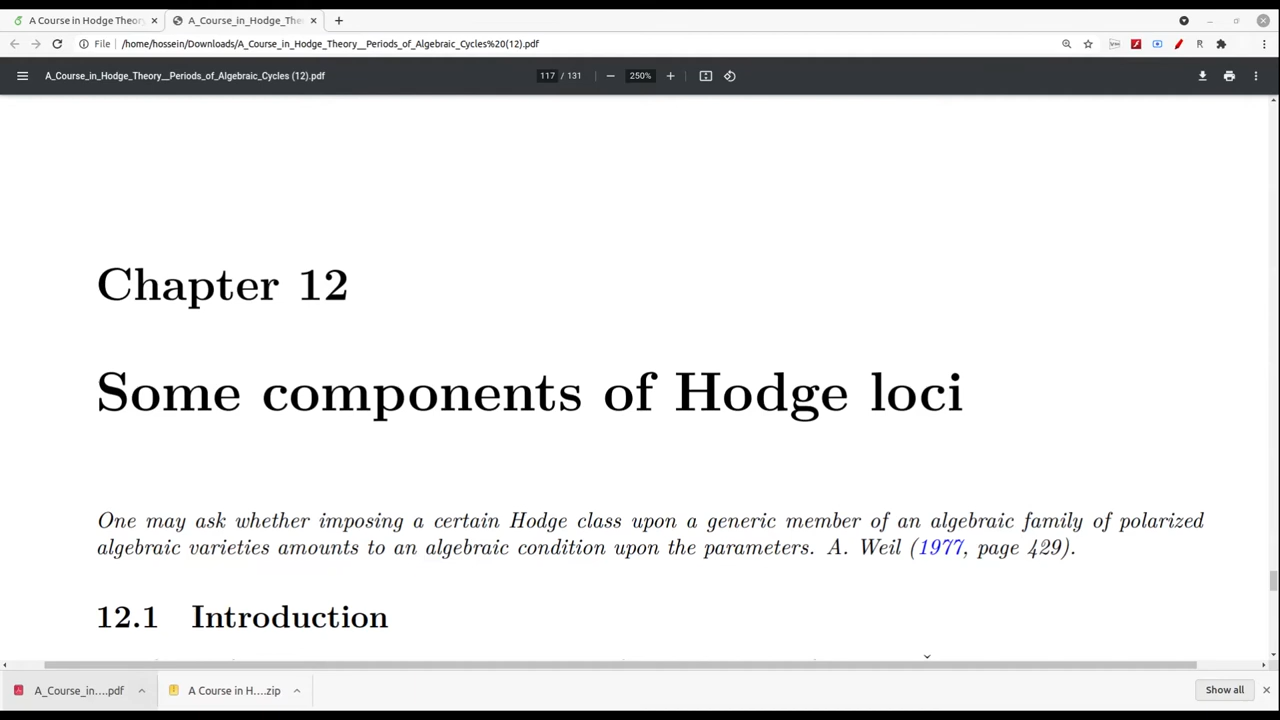 A Course in Hodge Theory
A_Course_in_Hodge_The
File
/home/hossein/Downloads/A_Course_in_Hodge_Theory__Periods_of_Algebraic_Cycles%20(12).pdf
R
A_Course_in_Hodge_Theory__Periods_of_Algebraic_Cycles (12).pdf
117 / 131
250%
Chapter 12
Some components of Hodge loci
One may ask whether imposing a certain Hodge class upon a generic member of an algebraic family of polarized
algebraic varieties amounts to an algebraic condition upon the parameters. A. Weil (1977, page 429).
12.1 Introduction
A_Course_in....pdf
A Course in H....zip
Show all